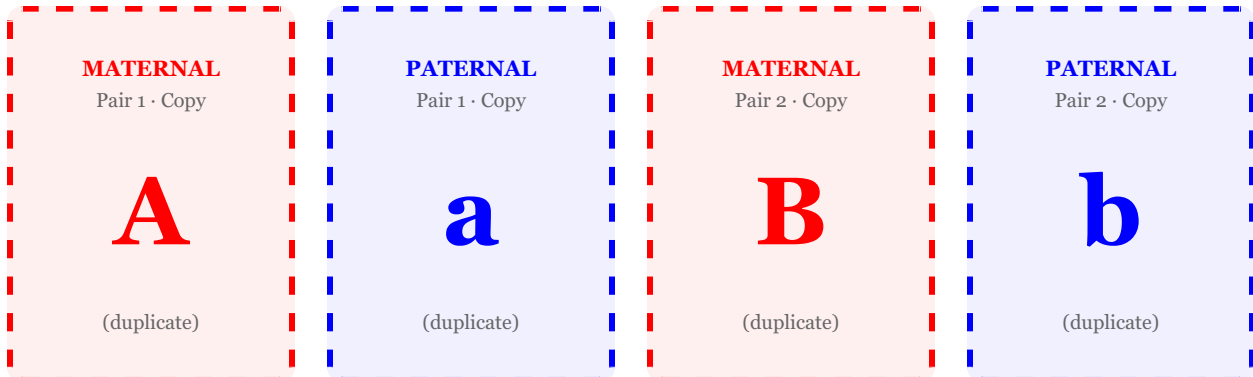 MATERNAL
Pair 1 · Copy
A
(duplicate)
PATERNAL
Pair 1 · Copy
a
(duplicate)
MATERNAL
Pair 2 · Copy
B
(duplicate)
PATERNAL
Pair 2 · Copy
b
(duplicate)